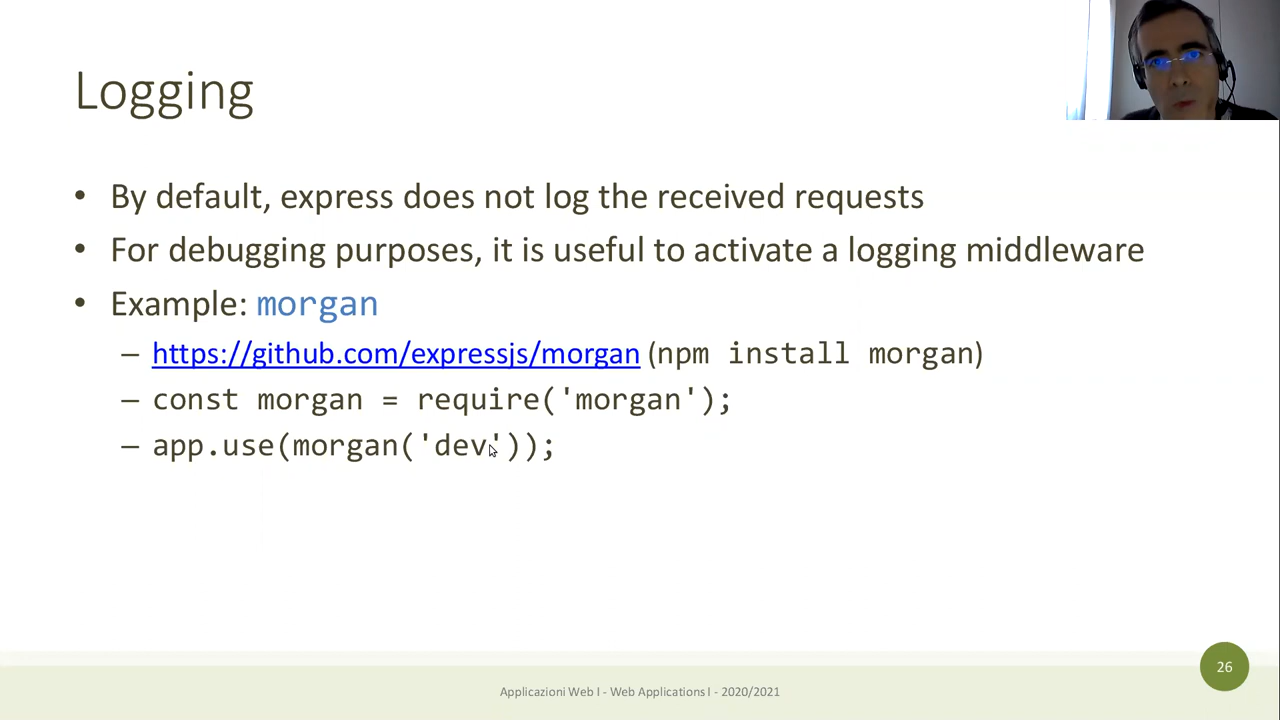 Logging
• By default, express does not log the received requests
• For debugging purposes, it is useful to activate a logging middleware
• Example: morgan
– https://github.com/expressjs/morgan (npm install morgan)
– const morgan = require('morgan');
– app.use(morgan('dev'));
26
Applicazioni Web I - Web Applications I - 2020/2021